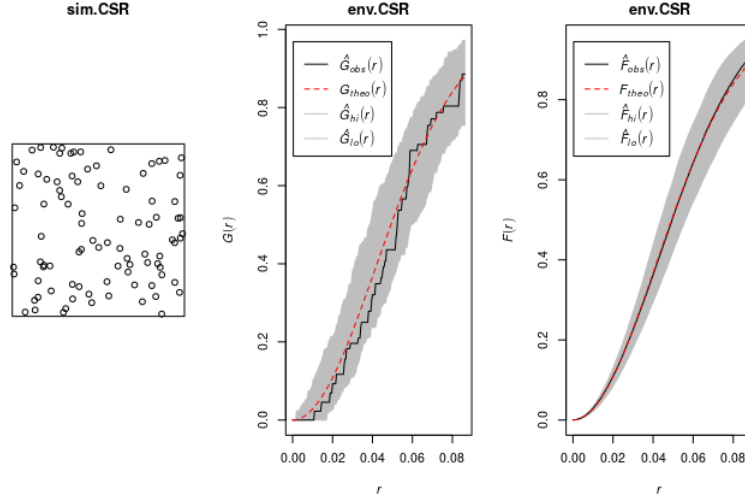 sim.CSR
env.CSR
env.CSR
Ĝobs(r)
Gtheo(r)
Ĝhi(r)
Ĝlo(r)
G(r)
0.0
0.2
0.4
0.6
0.8
1.0
0.00 0.02 0.04 0.06 0.08
r
F̂obs(r)
Ftheo(r)
F̂hi(r)
F̂lo(r)
F(r)
0.0
0.2
0.4
0.6
0.8
0.00 0.02 0.04 0.06 0.08
r